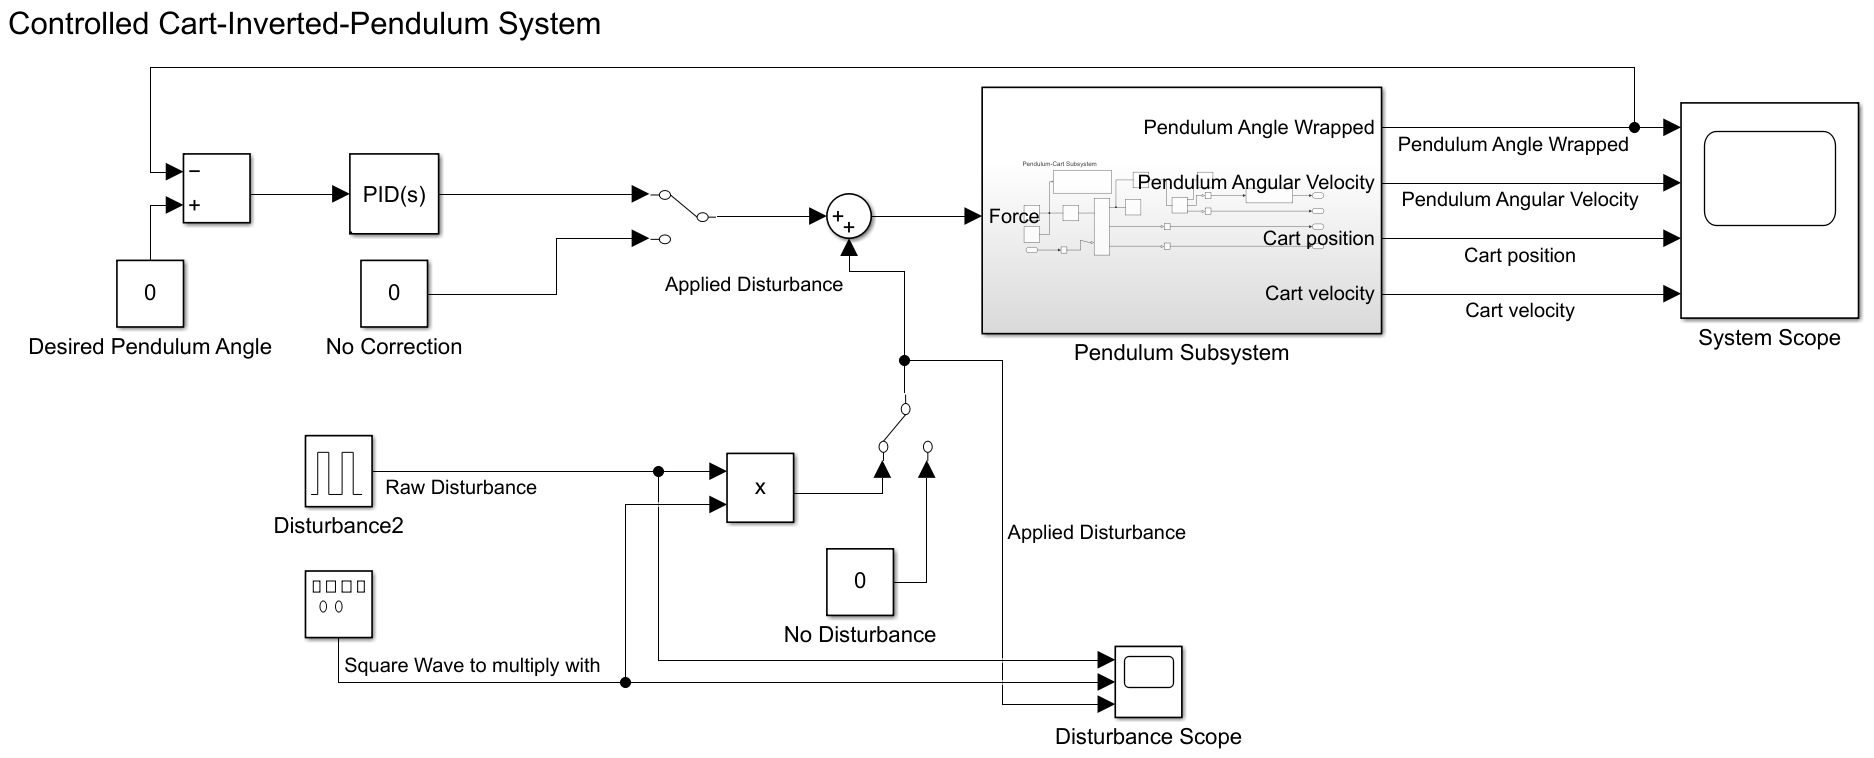 Controlled Cart-Inverted-Pendulum System
−
+
PID(s)
0
Desired Pendulum Angle
0
No Correction
+
+
Applied Disturbance
Pendulum-Cart Subsystem
Force
Pendulum Angle Wrapped
Pendulum Angular Velocity
Cart position
Cart velocity
Pendulum Subsystem
Pendulum Angle Wrapped
Pendulum Angular Velocity
Cart position
Cart velocity
System Scope
Raw Disturbance
Disturbance2
x
0
No Disturbance
Applied Disturbance
Square Wave to multiply with
Disturbance Scope